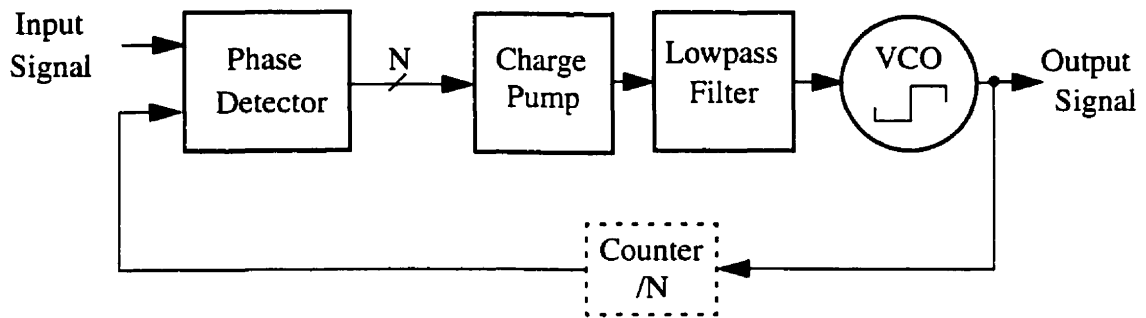 Input
Signal
Phase
Detector
N
Charge
Pump
Lowpass
Filter
VCO
Output
Signal
Counter
/N